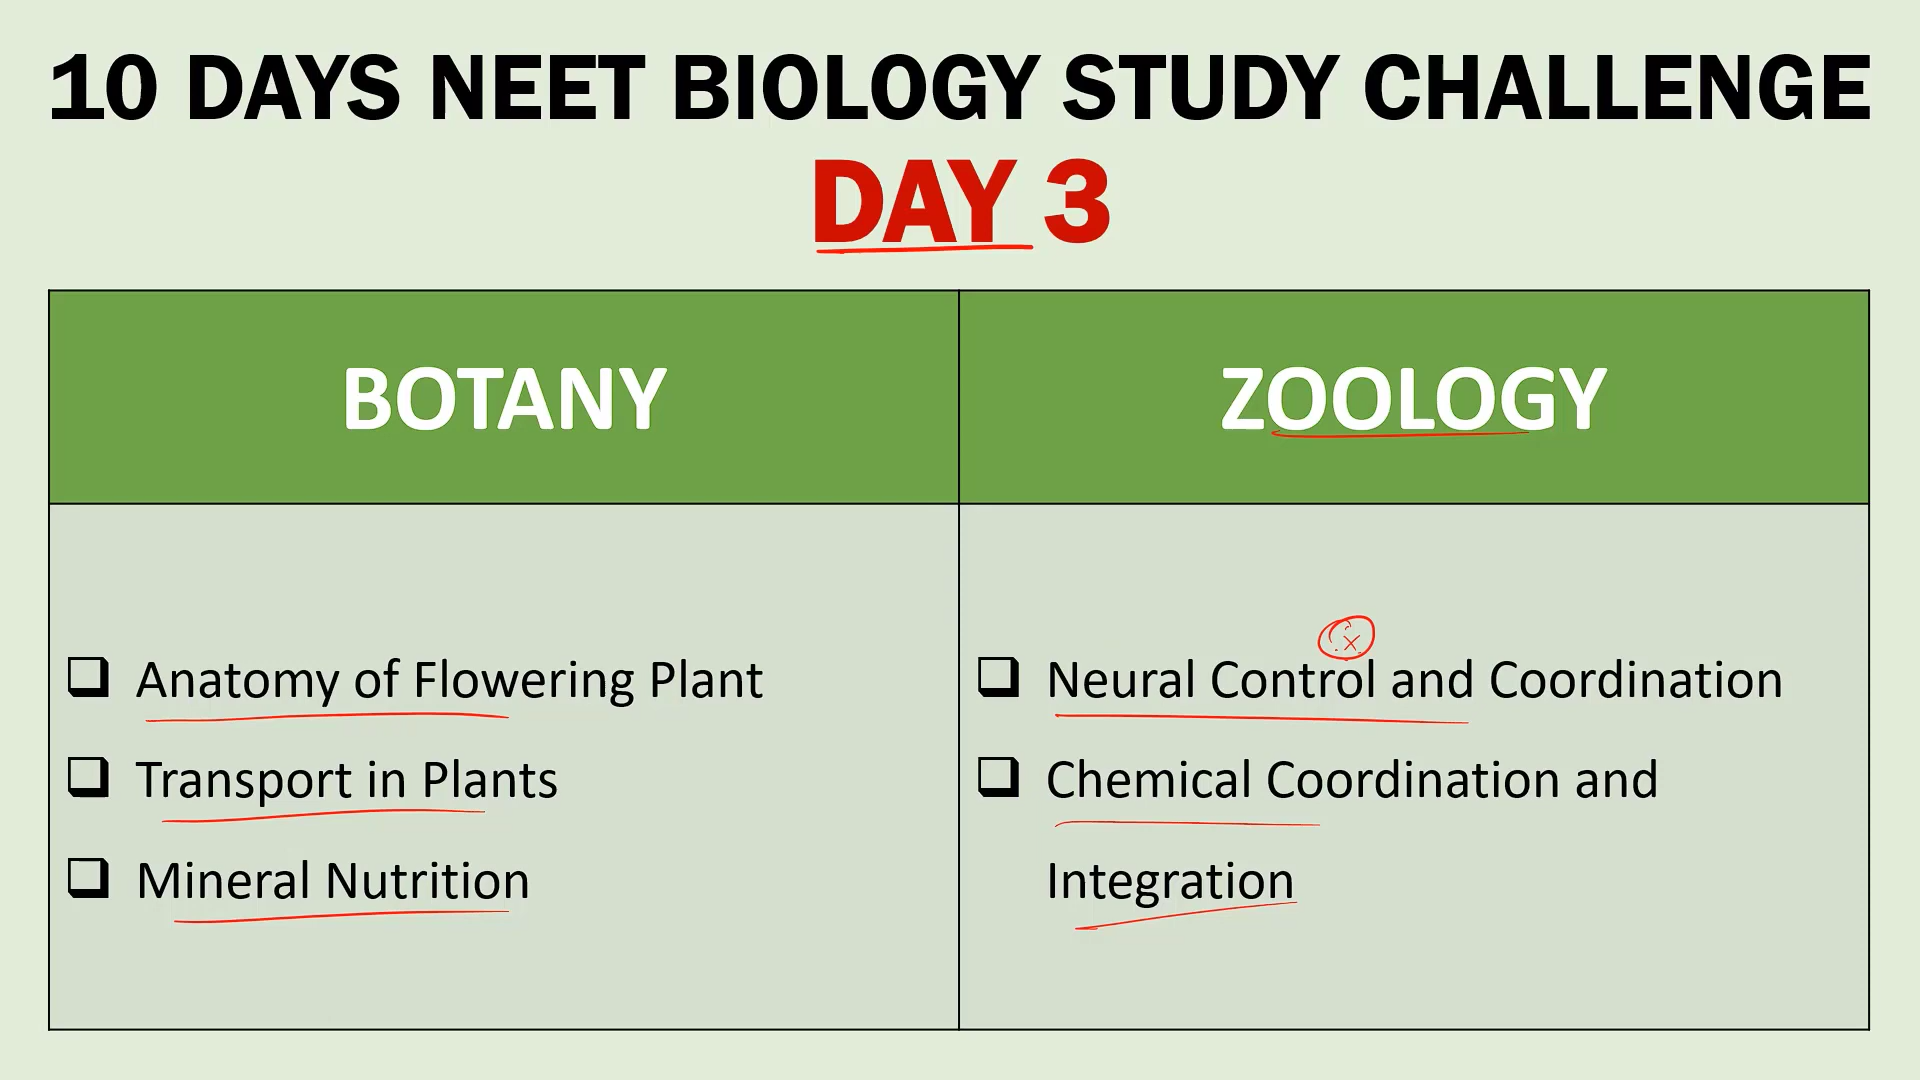 10 DAYS NEET BIOLOGY STUDY CHALLENGE
DAY 3
BOTANY
ZOOLOGY
Anatomy of Flowering Plant
Transport in Plants
Mineral Nutrition
Neural Control and Coordination
Chemical Coordination and
Integration